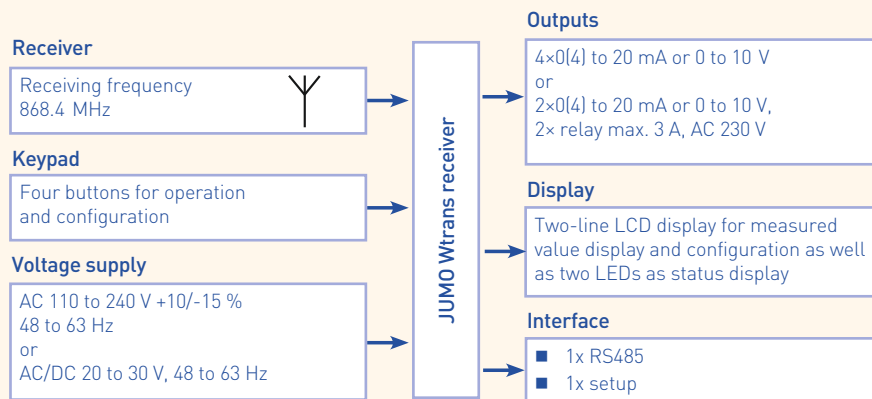 Receiver
Receiving frequency
868.4 MHz
Keypad
Four buttons for operation
and configuration
Voltage supply
AC 110 to 240 V +10/-15 %
48 to 63 Hz
or
AC/DC 20 to 30 V, 48 to 63 Hz
JUMO Wtrans receiver
Outputs
4×0(4) to 20 mA or 0 to 10 V
or
2×0(4) to 20 mA or 0 to 10 V,
2× relay max. 3 A, AC 230 V
Display
Two-line LCD display for measured
value display and configuration as well
as two LEDs as status display
Interface
■ 1x RS485
■ 1x setup